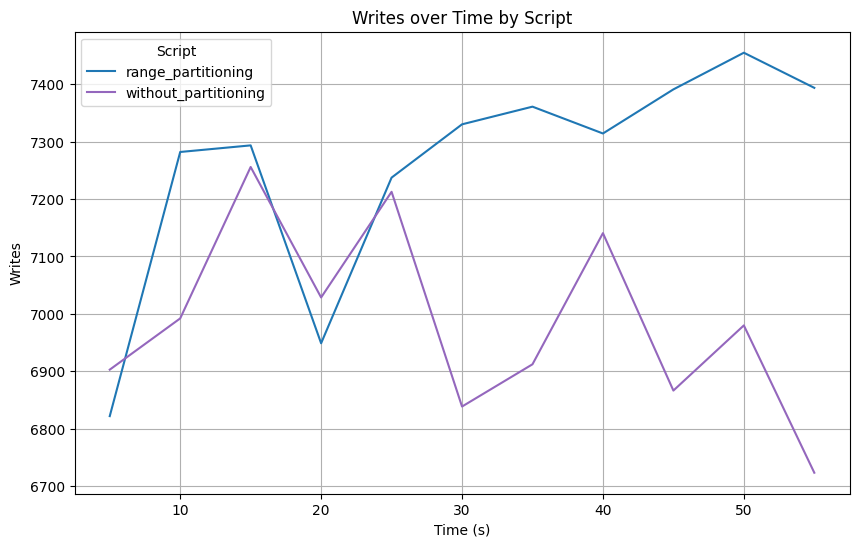 Writes over Time by Script
Script
range_partitioning
without_partitioning
7400
7300
7200
7100
7000
6900
6800
6700
Writes
10 20 30 40 50
Time (s)